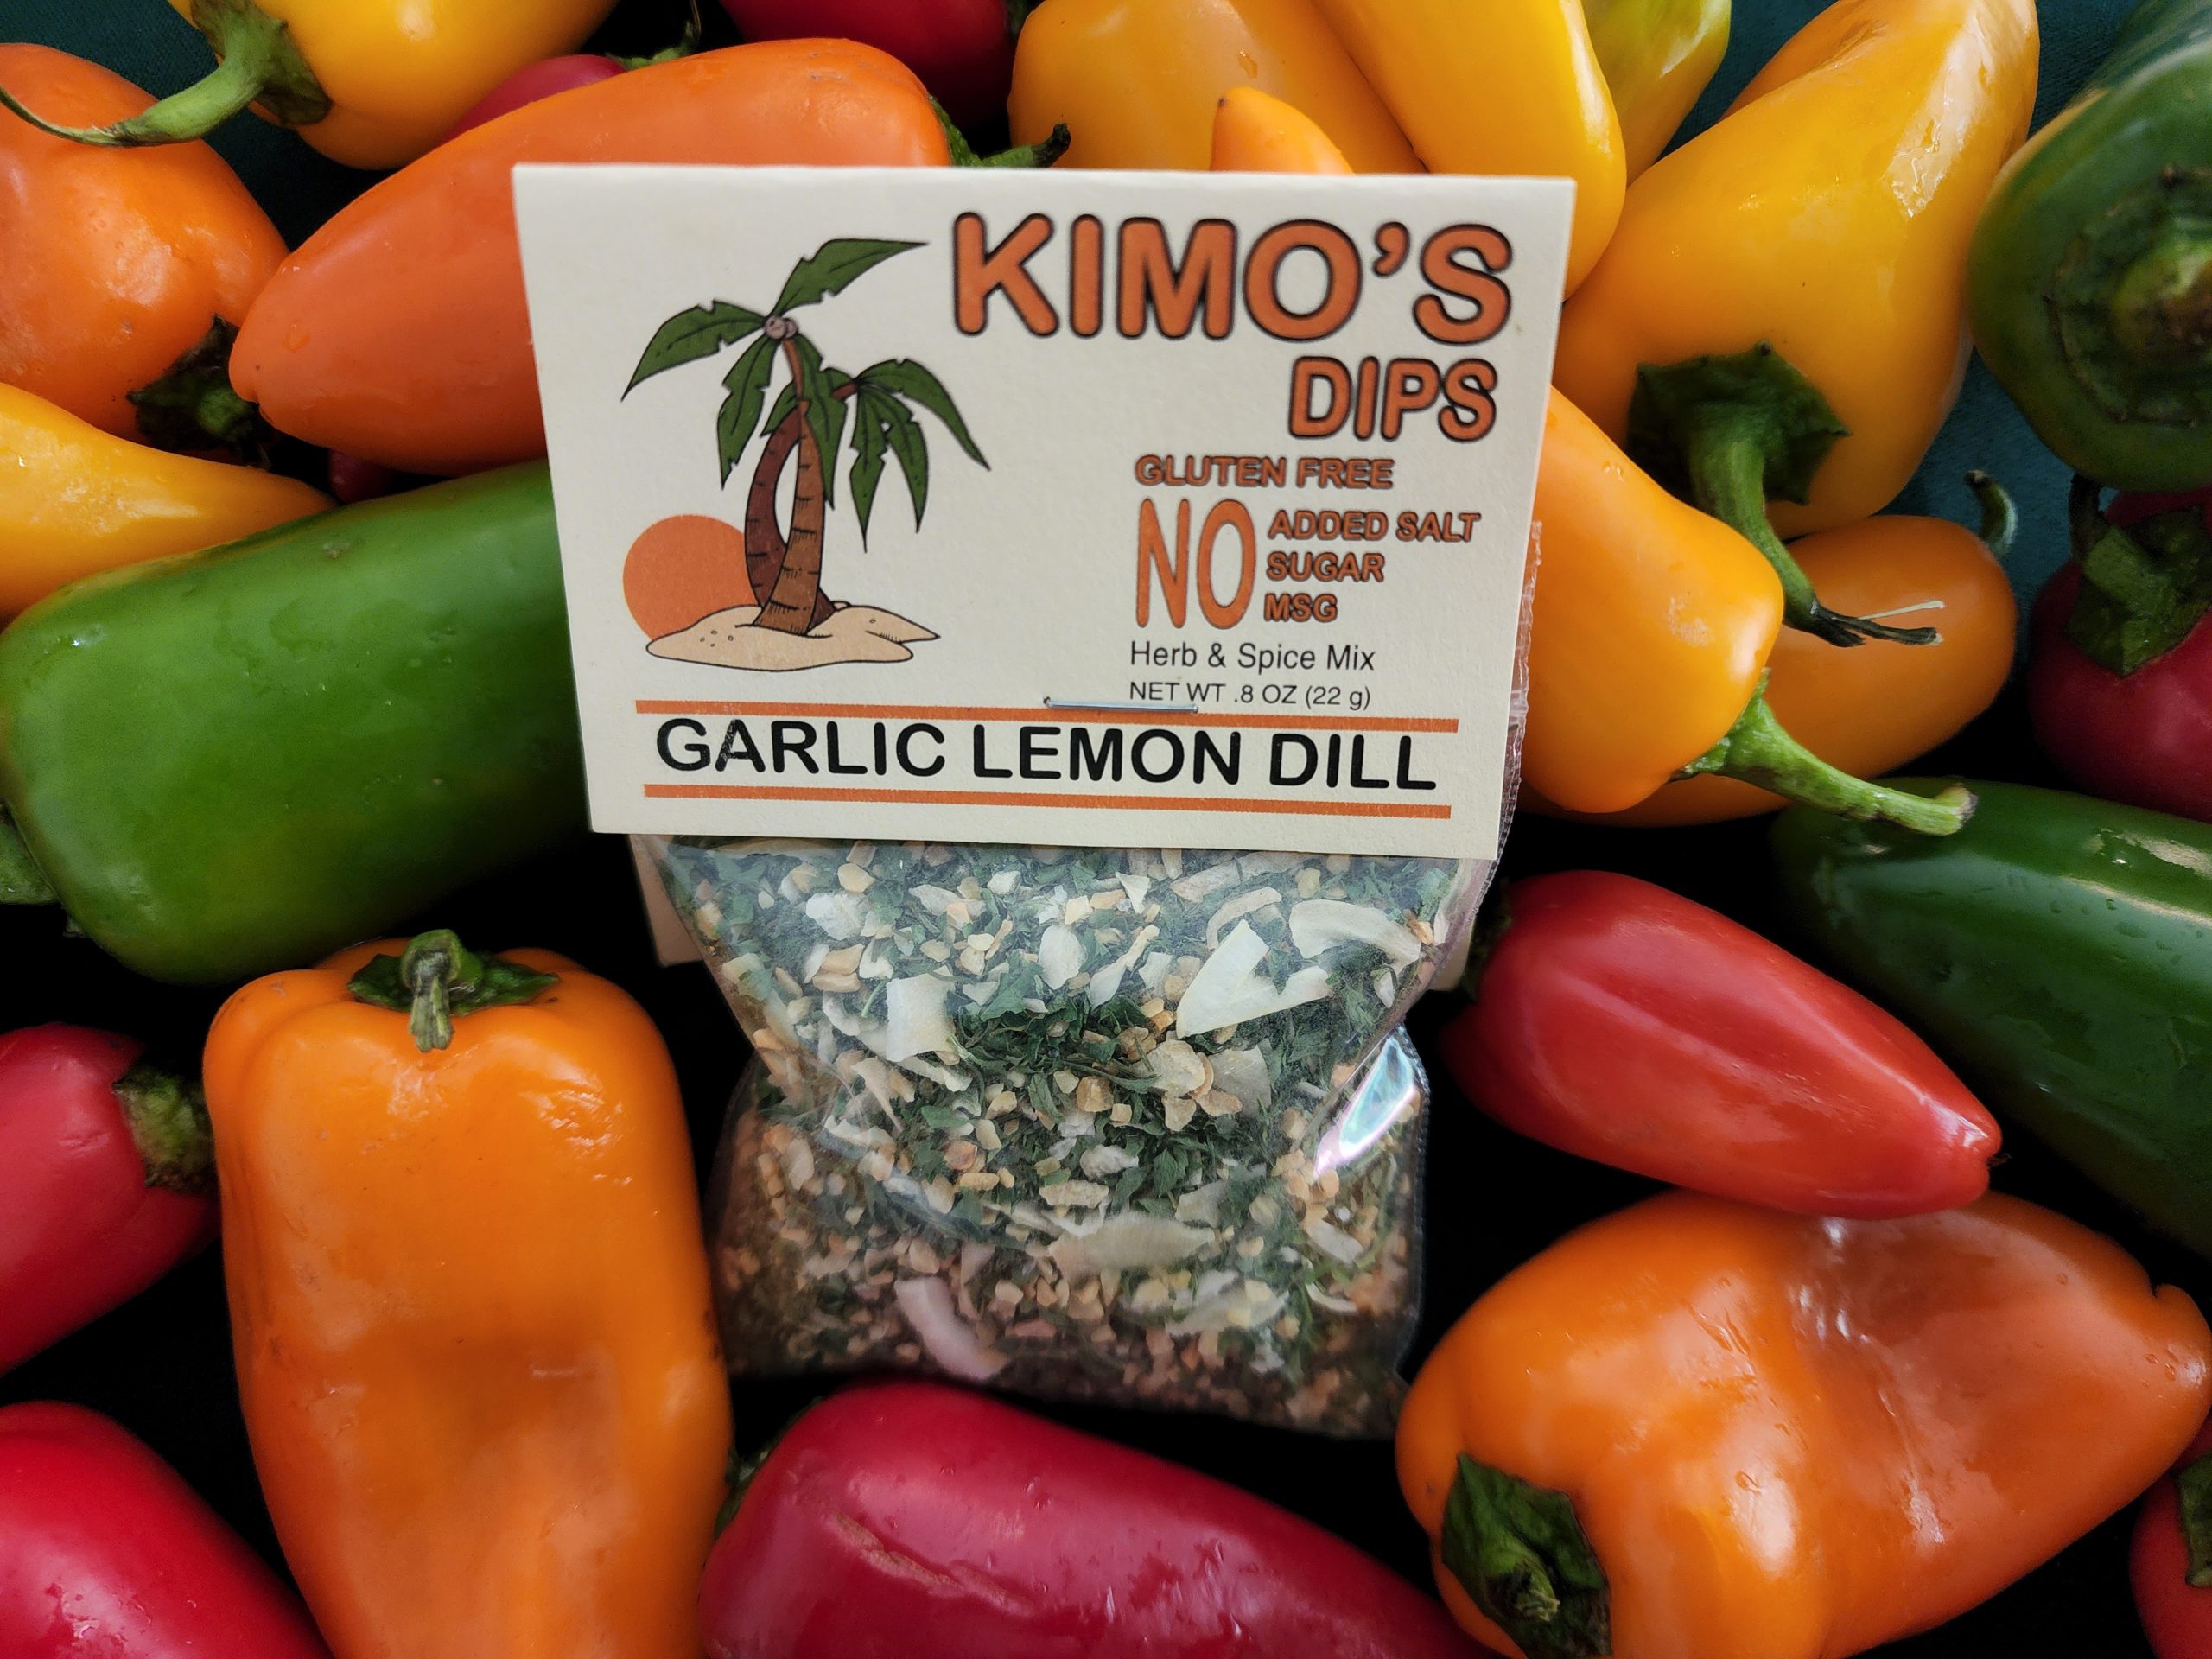 KIMO'S
DIPS
GLUTEN FREE
NO ADDED SALT
SUGAR
MSG
Herb & Spice Mix
NET WT .8 OZ (22 g)
GARLIC LEMON DILL